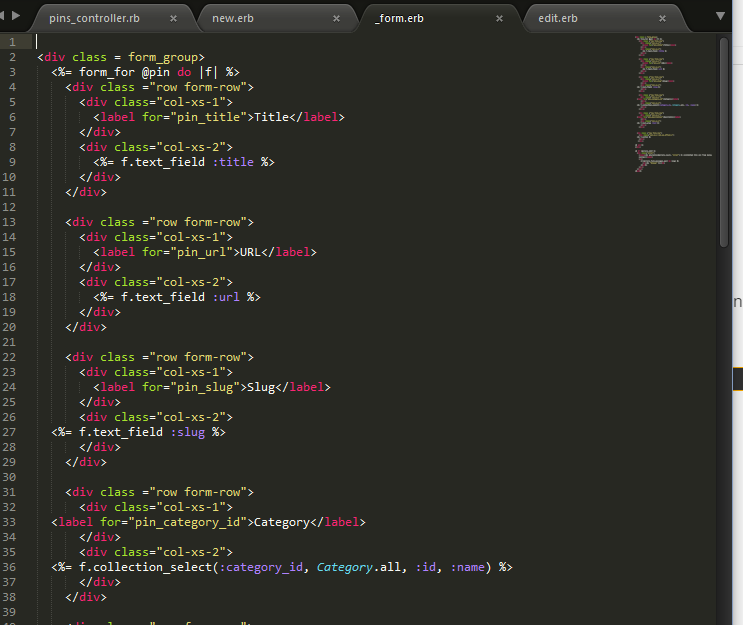 pins_controller.rb × new.erb × _form.erb × edit.erb ×
1
2 <div class = form_group>
3 <%= form_for @pin do |f| %>
4 <div class ="row form-row">
5 <div class="col-xs-1">
6 <label for="pin_title">Title</label>
7 </div>
8 <div class="col-xs-2">
9 <%= f.text_field :title %>
10 </div>
11 </div>
12
13 <div class ="row form-row">
14 <div class="col-xs-1">
15 <label for="pin_url">URL</label>
16 </div>
17 <div class="col-xs-2">
18 <%= f.text_field :url %>
19 </div>
20 </div>
21
22 <div class ="row form-row">
23 <div class="col-xs-1">
24 <label for="pin_slug">Slug</label>
25 </div>
26 <div class="col-xs-2">
27 <%= f.text_field :slug %>
28 </div>
29 </div>
30
31 <div class ="row form-row">
32 <div class="col-xs-1">
33 <label for="pin_category_id">Category</label>
34 </div>
35 <div class="col-xs-2">
36 <%= f.collection_select(:category_id, Category.all, :id, :name) %>
37 </div>
38 </div>
39
n